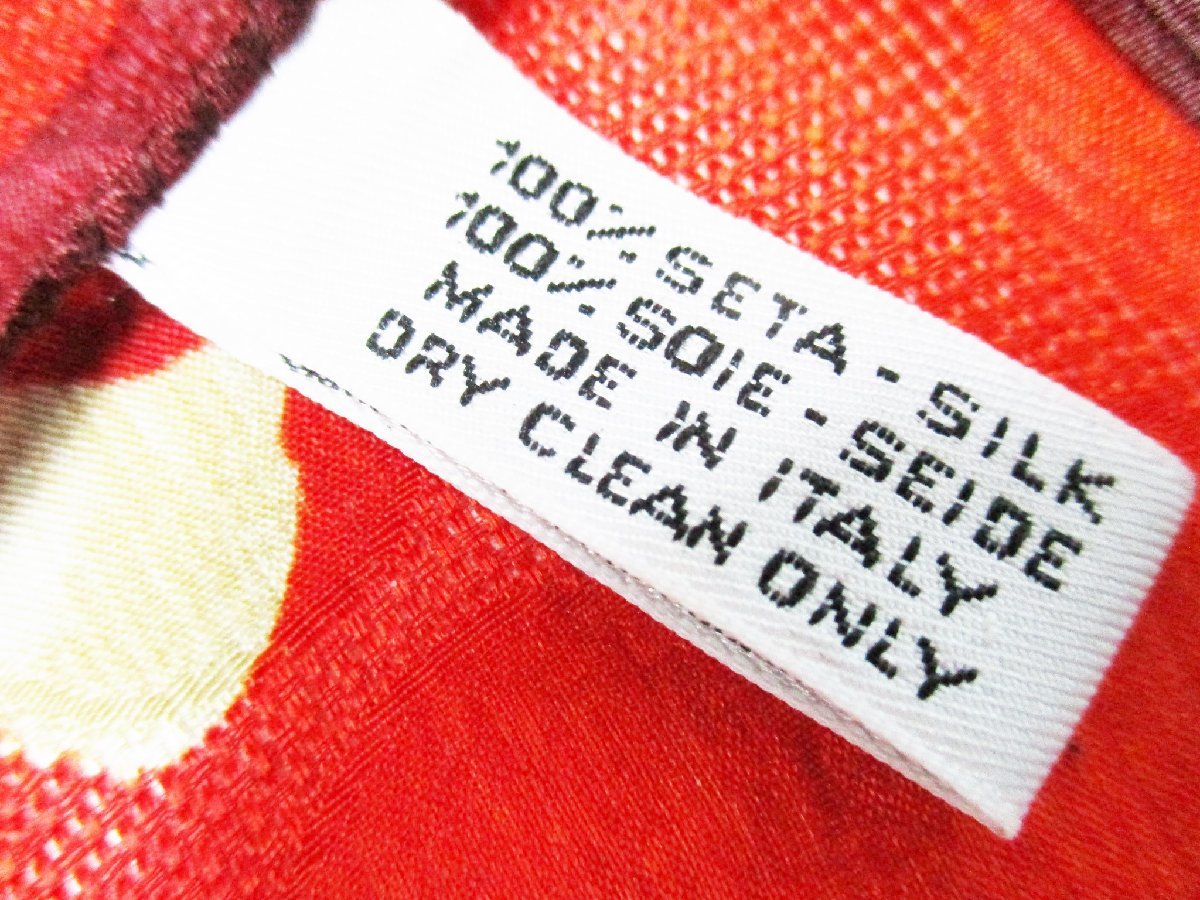 100% SETA - SILK
100% SOIE - SEIDE
MADE IN ITALY
DRY CLEAN ONLY